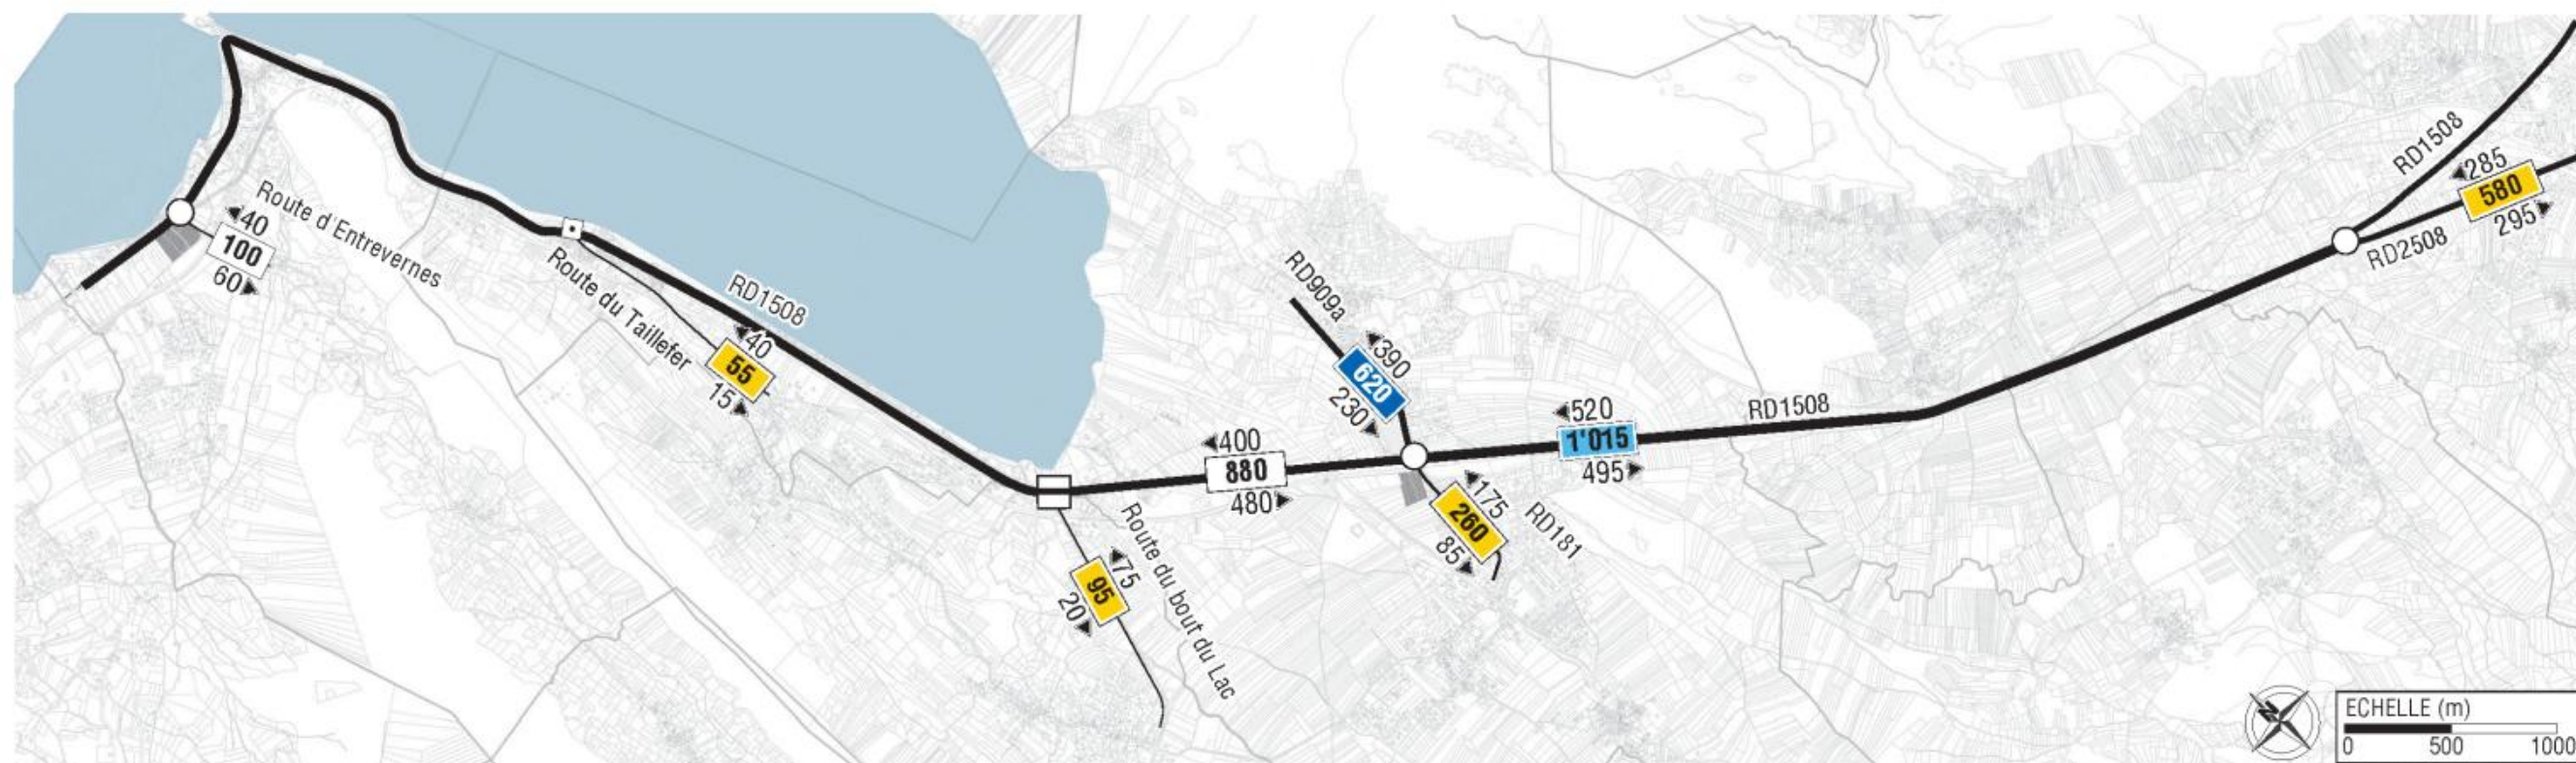 Route d'Entrevernes
◄40
100
60►
Route du Taillefer
◄40
55
15►
RD1508
Route du bout du Lac
◄75
95
20►
◄400
880
480►
RD909a
◄390
620
230►
◄175
260
85►
RD181
◄520
1'015
495►
RD1508
RD1508
◄285
580
295►
RD2508
N
ECHELLE (m)
0 500 1000